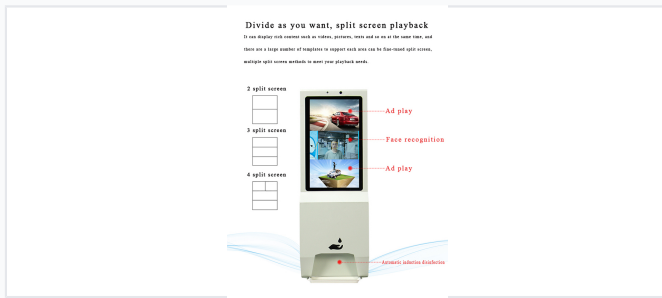 Divide as you want, split screen playback
It can display rich content such as videos, pictures, texts and so on at the same time, and
there are a large number of templates to support each area can be fine-tuned split screen,
multiple split screen methods to meet your playback needs.
2 split screen
Ad play
3 split screen
Face recognition
Ad play
4 split screen
Automatic induction disinfection